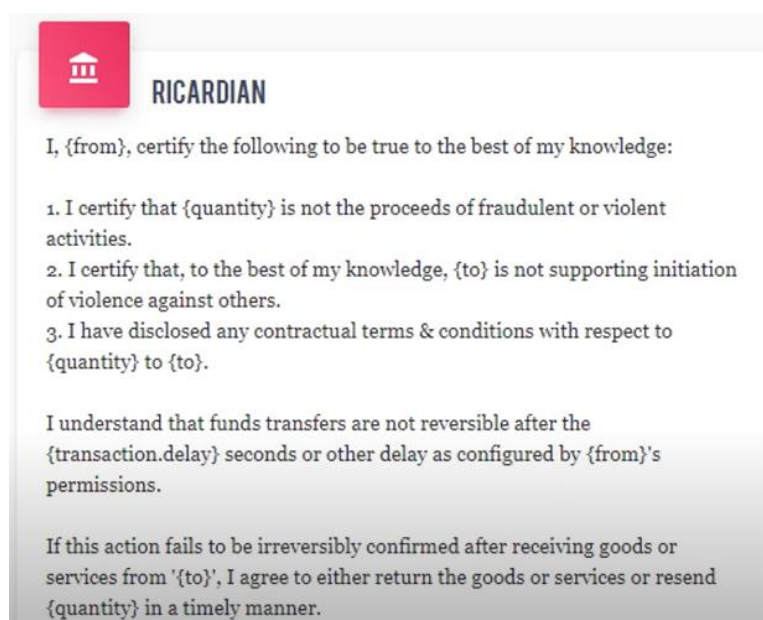 RICARDIAN
I, {from}, certify the following to be true to the best of my knowledge:
1. I certify that {quantity} is not the proceeds of fraudulent or violent
activities.
2. I certify that, to the best of my knowledge, {to} is not supporting initiation
of violence against others.
3. I have disclosed any contractual terms & conditions with respect to
{quantity} to {to}.
I understand that funds transfers are not reversible after the
{transaction.delay} seconds or other delay as configured by {from}'s
permissions.
If this action fails to be irreversibly confirmed after receiving goods or
services from '{to}', I agree to either return the goods or services or resend
{quantity} in a timely manner.